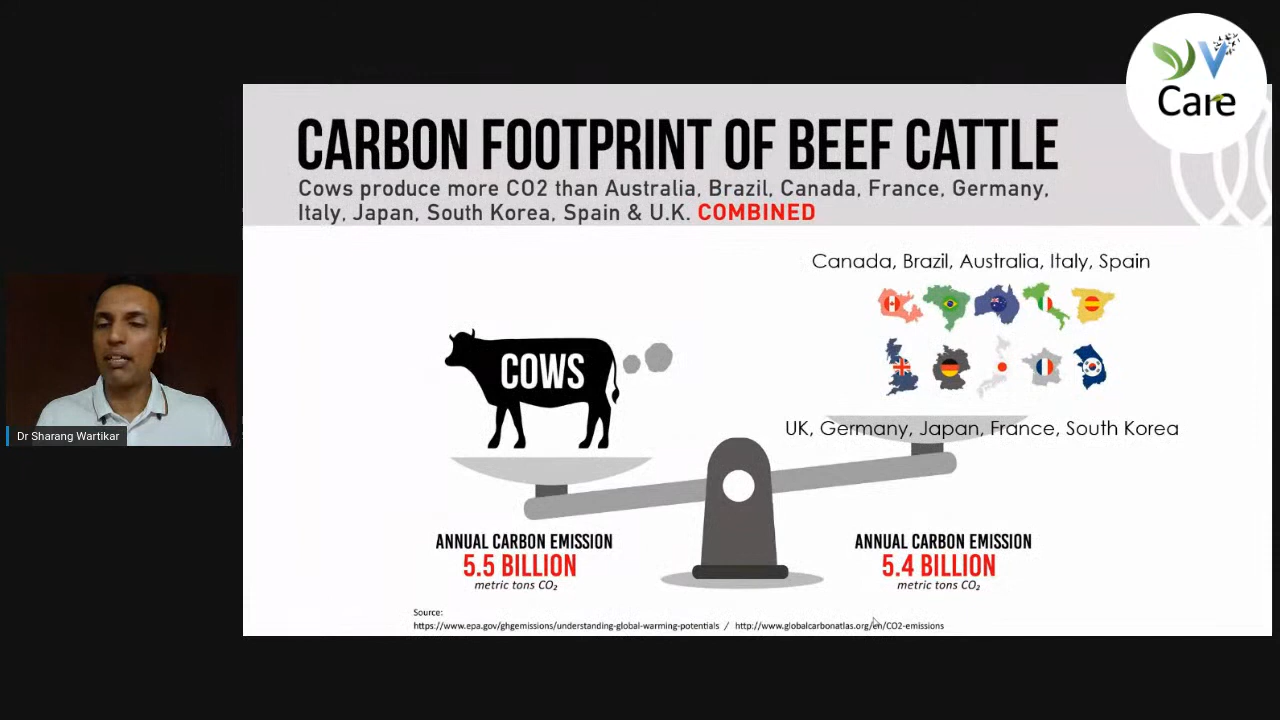 Care
CARBON FOOTPRINT OF BEEF CATTLE
Cows produce more CO2 than Australia, Brazil, Canada, France, Germany,
Italy, Japan, South Korea, Spain & U.K. COMBINED
Canada, Brazil, Australia, Italy, Spain
COWS
UK, Germany, Japan, France, South Korea
Dr Sharang Wartikar
ANNUAL CARBON EMISSION
5.5 BILLION
metric tons CO₂
ANNUAL CARBON EMISSION
5.4 BILLION
metric tons CO₂
Source:
https://www.epa.gov/ghgemissions/understanding-global-warming-potentials / http://www.globalcarbonatlas.org/en/CO2-emissions